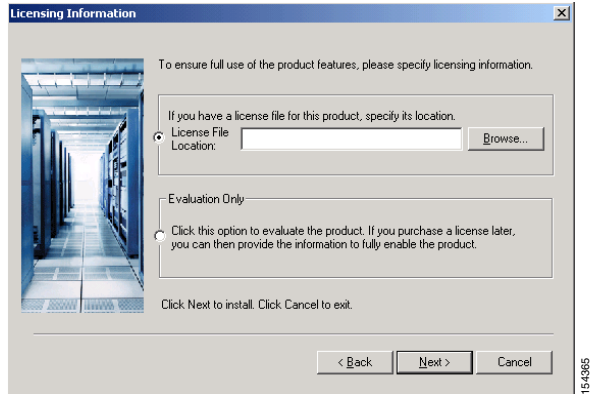 Licensing Information
To ensure full use of the product features, please specify licensing information.
If you have a license file for this product, specify its location.
License File
Location:
Browse...
Evaluation Only
Click this option to evaluate the product. If you purchase a license later,
you can then provide the information to fully enable the product.
Click Next to install. Click Cancel to exit.
< Back
Next >
Cancel
154365